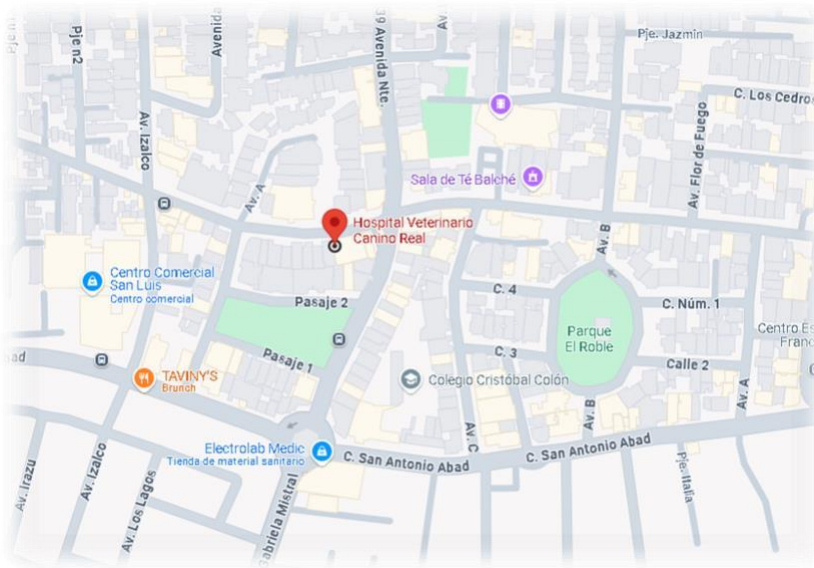 Pje. Jazmín
Pje n2
Avenida
39 Avenida Nte.
C. Los Cedros
Av. Izalco
Av. Flor de Fuego
Av. A
Sala de Té Balché
Hospital Veterinario
Canino Real
Av. B
Centro Comercial
San Luis
Centro comercial
C. 4
Pasaje 2
C. Núm. 1
Parque
El Roble
Centro Es
Franc
C. 3
Calle 2
Pasaje 1
Abad
TAVINY'S
Brunch
Colegio Cristóbal Colón
Av. A
Av. B
Av. C
Electrolab Medic
Tienda de material sanitario
C. San Antonio Abad
C. San Antonio Abad
Av. Irazu
Av. Izalco
Av. Los Lagos
Gabriela Mistral
Pje. Italia